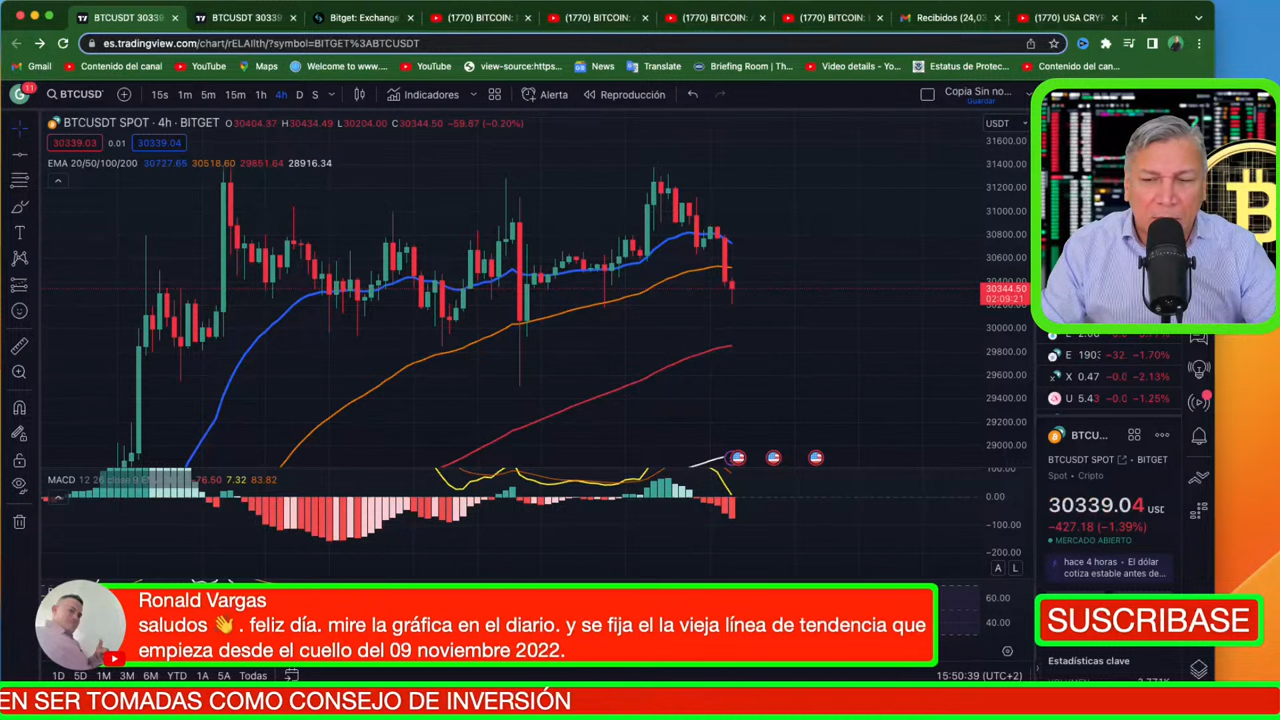 BTCUSDT 30339
BTCUSDT 30339
Bitget: Exchange
(1770) BITCOIN:
(1770) BITCOIN:
(1770) BITCOIN:
(1770) BITCOIN:
Recibidos (24,03
(1770) USA CRYP
es.tradingview.com/chart/rELAIlth/?symbol=BITGET%3ABTCUSDT
Gmail
Contenido del canal
YouTube
Maps
Welcome to www....
YouTube
view-source:https...
News
Translate
Briefing Room | Th...
Video details - Yo...
Estatus de Protec...
Contenido del can...
11
BTCUSD
15s 1m 5m 15m 1h 4h D S
Indicadores
Alerta
Reproducción
Copia Sin no...
Guardar
BTCUSDT SPOT · 4h · BITGET O30404.37 H30434.49 L30204.00 C30344.50 -59.87 (-0.20%)
30339.03 0.01 30339.04
EMA 20/50/100/200 30727.65 30518.60 29851.64 28916.34
USDT
31600.00
31400.00
31200.00
31000.00
30800.00
30600.00
30344.50
02:09:21
30000.00
29800.00
29600.00
29400.00
29200.00
29000.00
MACD 12 26 close 9 76.50 7.32 83.82
0.00
-100.00
-200.00
A L
60.00
40.00
E 1903 -32. -1.70%
X 0.47 -0.0 -2.13%
U 5.43 -0.0 -1.25%
BTCU...
BTCUSDT SPOT · BITGET
Spot · Cripto
30339.04 USD
-427.18 (-1.39%)
MERCADO ABIERTO
hace 4 horas · El dólar
cotiza estable antes de...
Ronald Vargas
saludos 👋 . feliz día. mire la gráfica en el diario. y se fija el la vieja línea de tendencia que
empieza desde el cuello del 09 noviembre 2022.
SUSCRIBASE
Estadísticas clave
1D 5D 1M 3M 6M YTD 1A 5A Todas
15:50:39 (UTC+2)
EN SER TOMADAS COMO CONSEJO DE INVERSIÓN